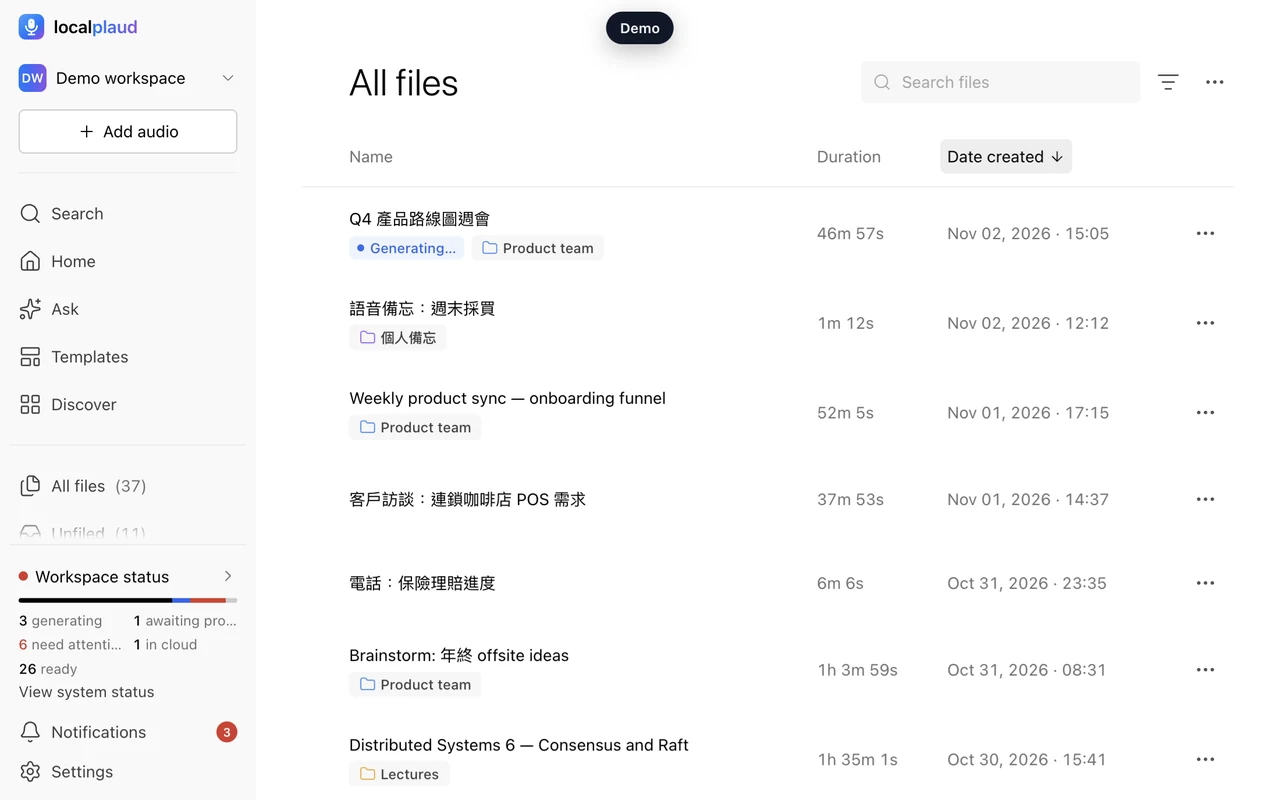 localplaud
Demo
DW Demo workspace
Add audio
Search
Home
Ask
Templates
Discover
All files (37)
Unfiled (11)
Workspace status
3 generating 1 awaiting pro...
6 need attenti... 1 in cloud
26 ready
View system status
Notifications 3
Settings
All files
Search files
Name Duration Date created
Q4 產品路線圖週會
Generating... Product team
46m 57s Nov 02, 2026 · 15:05
語音備忘：週末採買
個人備忘
1m 12s Nov 02, 2026 · 12:12
Weekly product sync — onboarding funnel
Product team
52m 5s Nov 01, 2026 · 17:15
客戶訪談：連鎖咖啡店 POS 需求
37m 53s Nov 01, 2026 · 14:37
電話：保險理賠進度
6m 6s Oct 31, 2026 · 23:35
Brainstorm: 年終 offsite ideas
Product team
1h 3m 59s Oct 31, 2026 · 08:31
Distributed Systems 6 — Consensus and Raft
Lectures
1h 35m 1s Oct 30, 2026 · 15:41